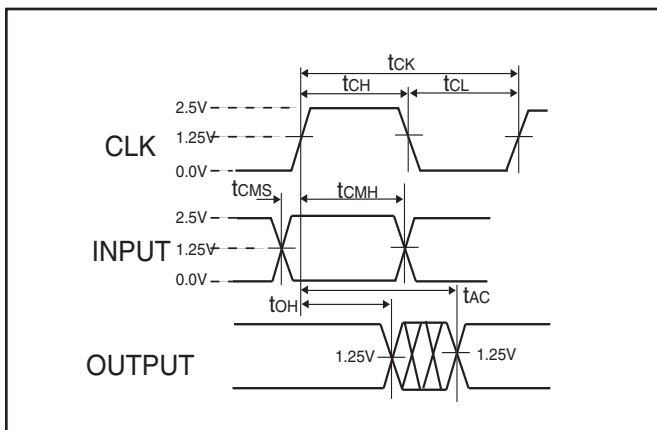 tCK
tCH tCL
2.5V
CLK 1.25V
0.0V
tCMS tCMH
2.5V
INPUT 1.25V
0.0V
tOH tAC
1.25V 1.25V
OUTPUT